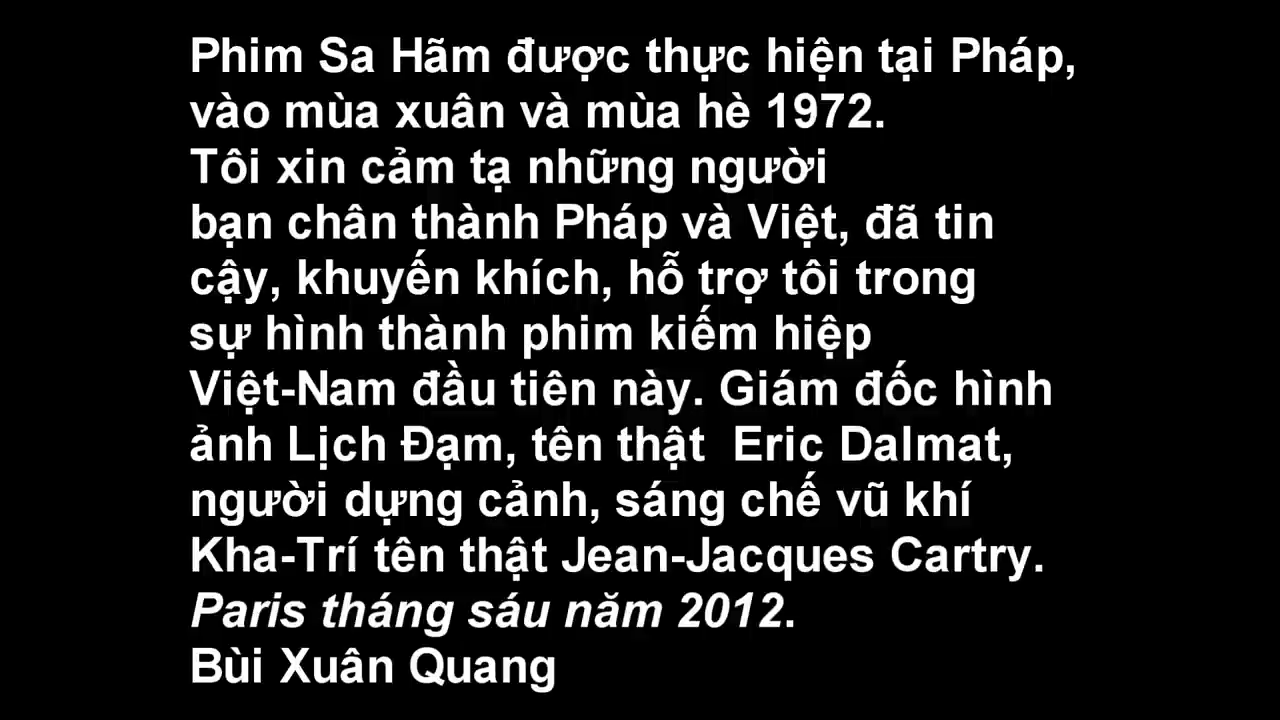 Phim Sa Hãm được thực hiện tại Pháp,
vào mùa xuân và mùa hè 1972.
Tôi xin cảm tạ những người
bạn chân thành Pháp và Việt, đã tin
cậy, khuyến khích, hỗ trợ tôi trong
sự hình thành phim kiếm hiệp
Việt-Nam đầu tiên này. Giám đốc hình
ảnh Lịch Đạm, tên thật  Eric Dalmat,
người dựng cảnh, sáng chế vũ khí
Kha-Trí tên thật Jean-Jacques Cartry.
Paris tháng sáu năm 2012.
Bùi Xuân Quang